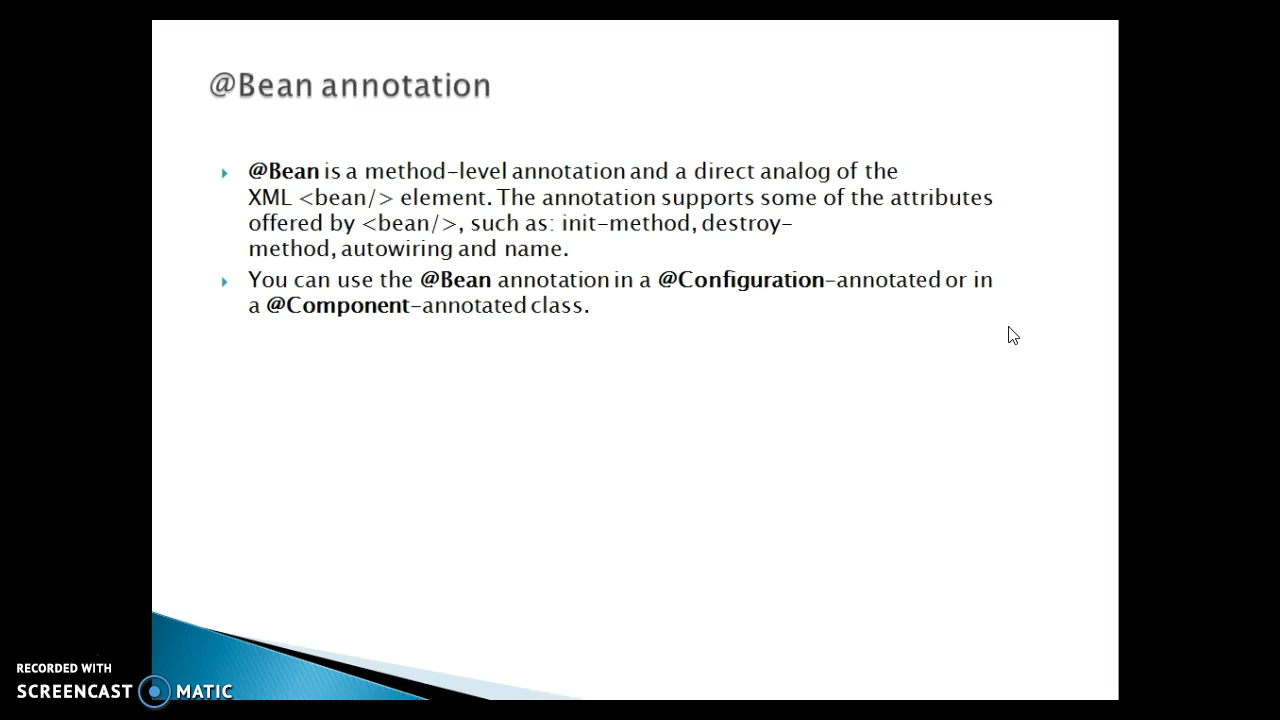 @Bean annotation
@Bean is a method-level annotation and a direct analog of the
XML <bean/> element. The annotation supports some of the attributes
offered by <bean/>, such as: init-method, destroy-
method, autowiring and name.
You can use the @Bean annotation in a @Configuration-annotated or in
a @Component-annotated class.
RECORDED WITH
SCREENCAST MATIC